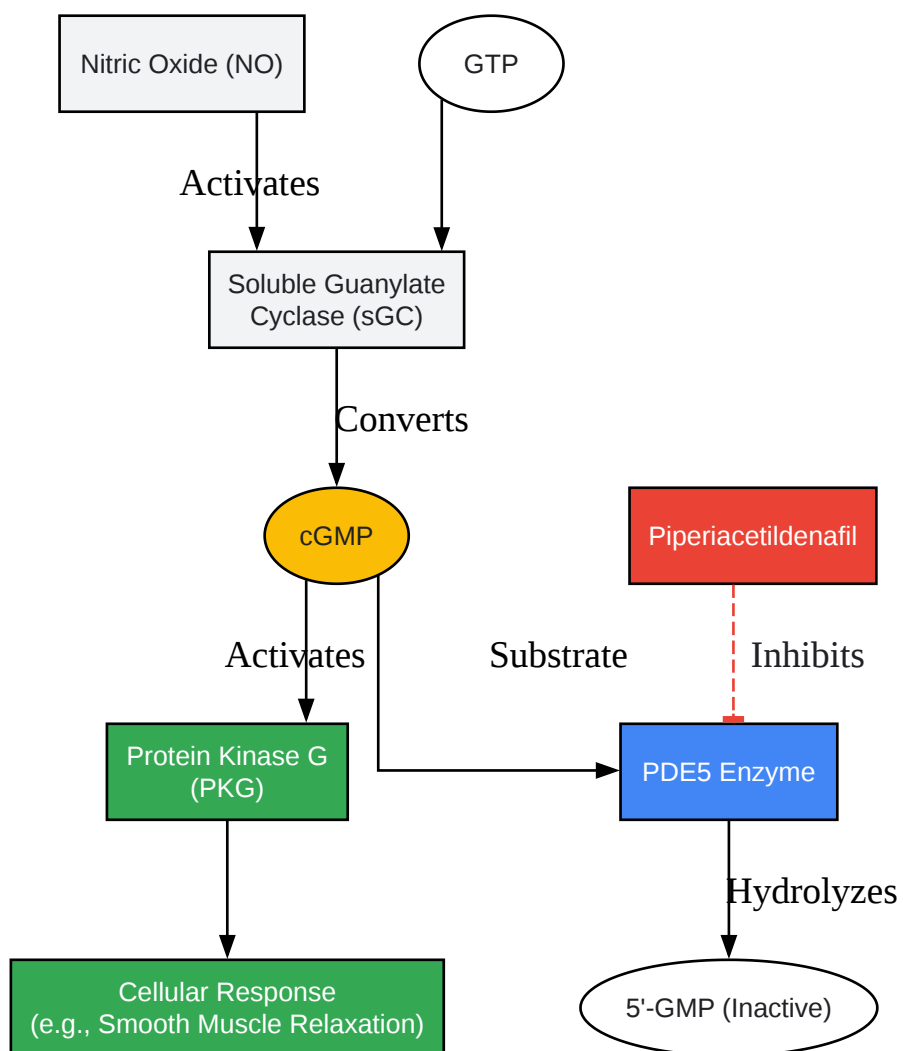 Nitric Oxide (NO)
GTP
Activates
Soluble Guanylate
Cyclase (sGC)
Converts
cGMP
Piperiacetildenafil
Activates
Substrate
Inhibits
Protein Kinase G
(PKG)
PDE5 Enzyme
Hydrolyzes
Cellular Response
(e.g., Smooth Muscle Relaxation)
5'-GMP (Inactive)